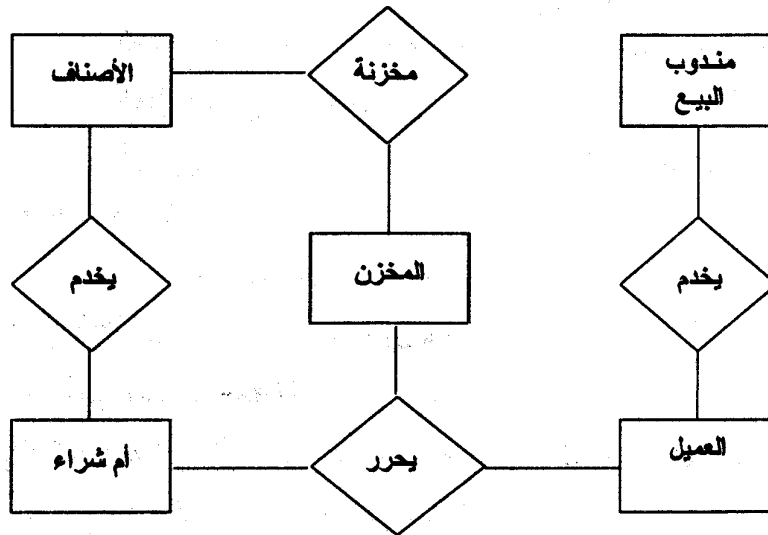 مندوب
البيع
مخزنة
الأصناف
يخدم
المخزن
يخدم
العميل
يحرر
أم شراء